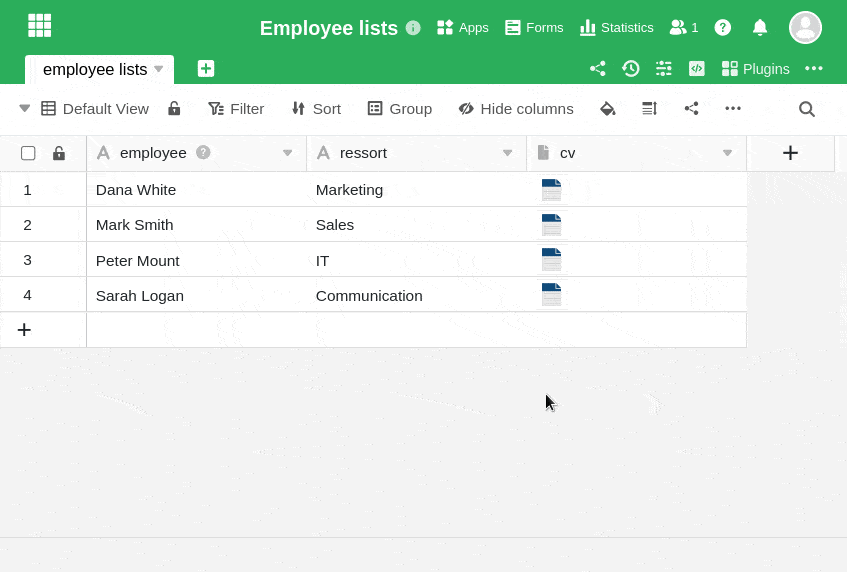 Employee lists Apps Forms Statistics 1
employee lists Plugins
Default View Filter Sort Group Hide columns
employee ressort cv
1 Dana White Marketing
2 Mark Smith Sales
3 Peter Mount IT
4 Sarah Logan Communication